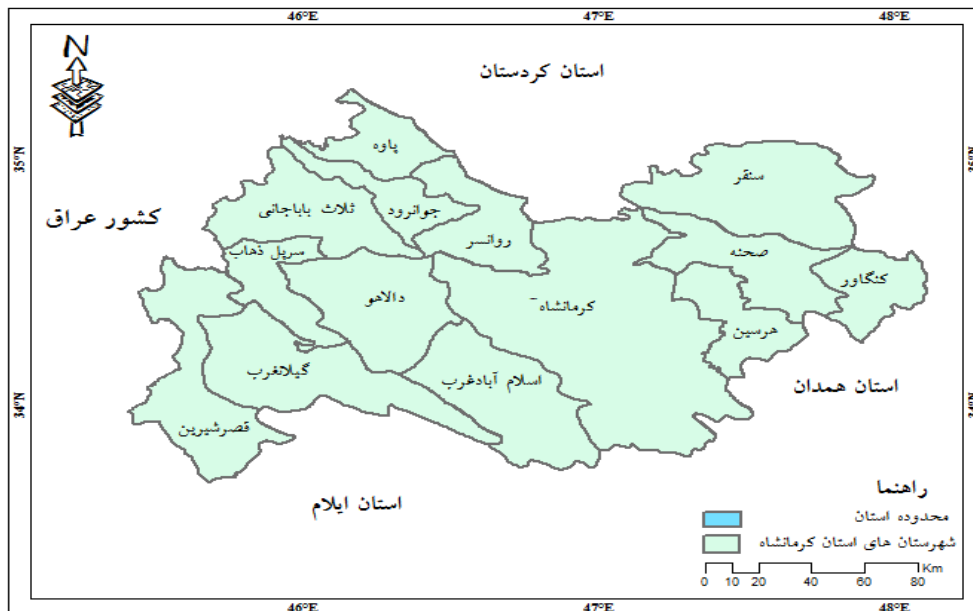 46°E 47°E 48°E
N
استان کردستان
35°N
پاوه
سنقر
کشور عراق
ثلاث باباجانی
جوانرود
روانسر
سرپل ذهاب
صحنه
کنگاور
دالاهو
کرمانشاه
هرسین
گیلانغرب
اسلام آبادغرب
استان همدان
34°N
34°N
قصرشیرین
استان ایلام
راهنما
محدوده استان
شهرستان های استان کرمانشاه
Km
0 10 20 40 60 80
46°E 47°E 48°E